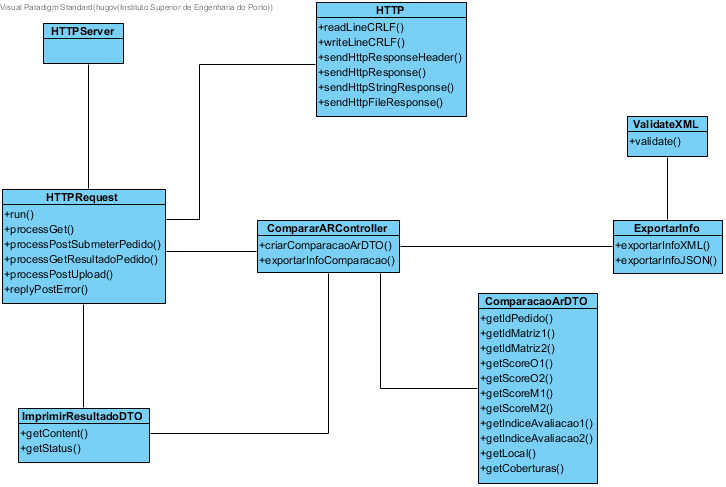 Visual Paradigm Standard(hugov(Instituto Superior de Engenharia do Porto))
HTTPServer
HTTP
+readLineCRLF()
+writeLineCRLF()
+sendHttpResponseHeader()
+sendHttpResponse()
+sendHttpStringResponse()
+sendHttpFileResponse()
ValidateXML
+validate()
HTTPRequest
+run()
+processGet()
+processPostSubmeterPedido()
+processGetResultadoPedido()
+processPostUpload()
+replyPostError()
CompararARController
+criarComparacaoArDTO()
+exportarInfoComparacao()
ExportarInfo
+exportarInfoXML()
+exportarInfoJSON()
ComparacaoArDTO
+getIdPedido()
+getIdMatriz1()
+getIdMatriz2()
+getScoreO1()
+getScoreO2()
+getScoreM1()
+getScoreM2()
+getIndiceAvaliacao1()
+getIndiceAvaliacao2()
+getLocal()
+getCoberturas()
ImprimirResultadoDTO
+getContent()
+getStatus()